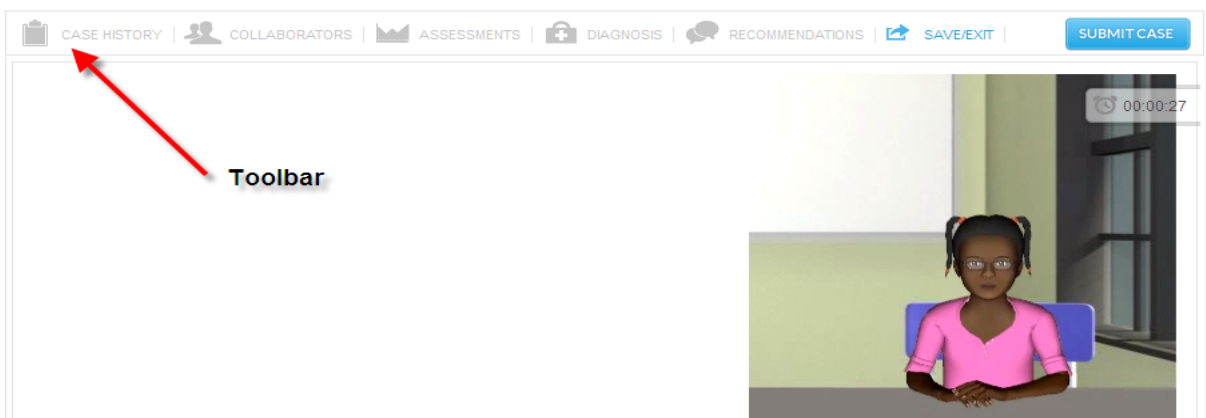 CASE HISTORY | COLLABORATORS | ASSESSMENTS | DIAGNOSIS | RECOMMENDATIONS | SAVE/EXIT | SUBMIT CASE
00:00:27
Toolbar